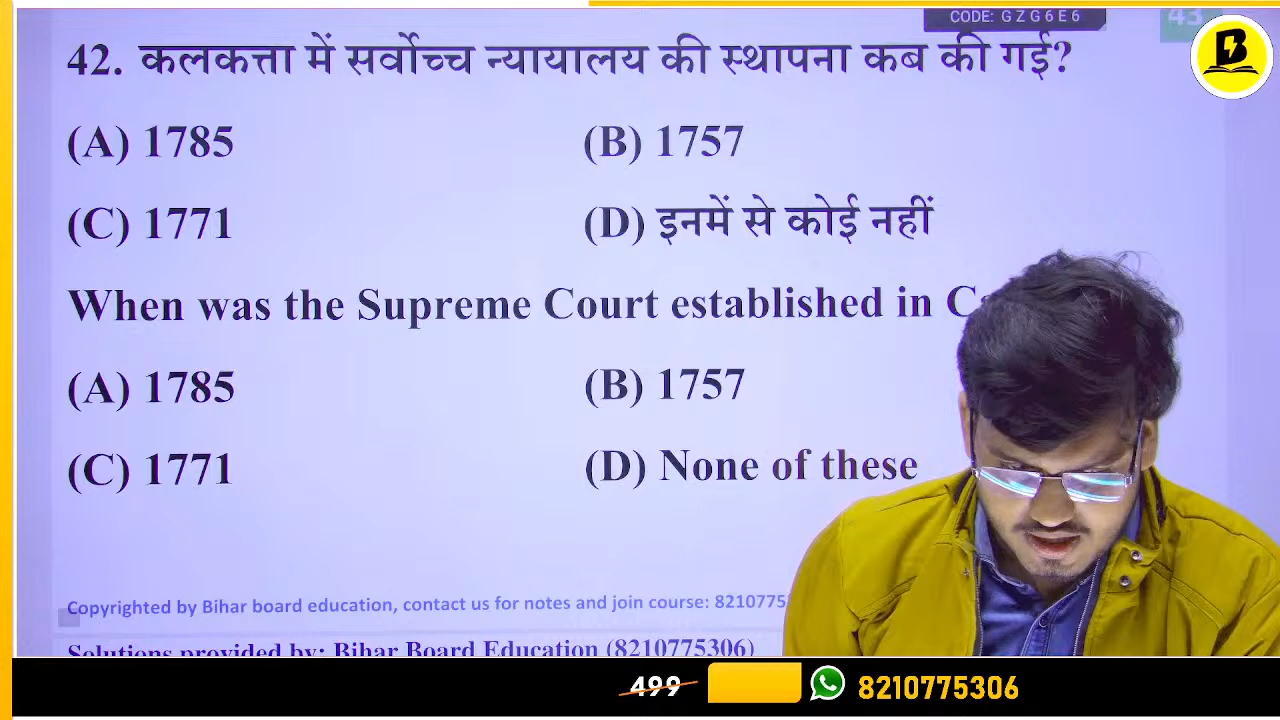 CODE: G Z G 6 E 6
43
B
42. कलकत्ता में सर्वोच्च न्यायालय की स्थापना कब की गई?
(A) 1785 (B) 1757
(C) 1771 (D) इनमें से कोई नहीं
When was the Supreme Court established in
(A) 1785 (B) 1757
(C) 1771 (D) None of these
Copyrighted by Bihar board education, contact us for notes and join course: 8210775
Solutions provided by: Bihar Board Education (8210775306)
499
8210775306